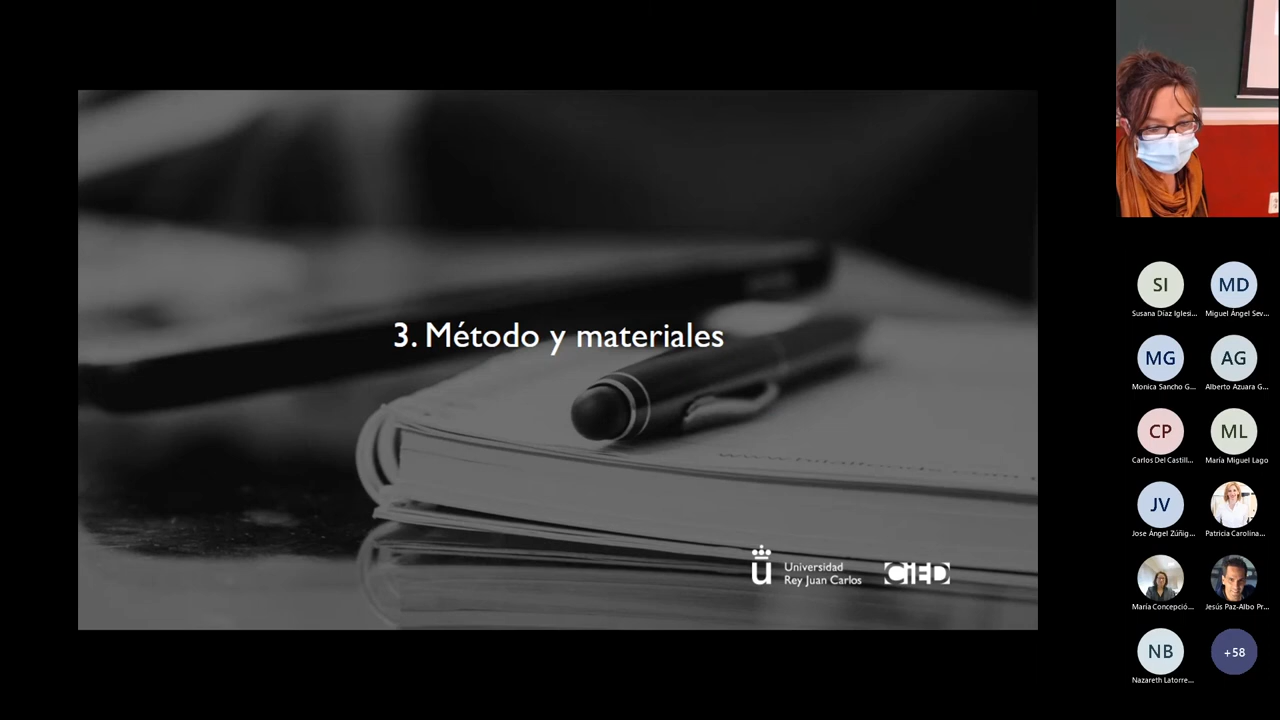 3. Método y materiales
Universidad
Rey Juan Carlos
CiED
SI
MD
Susana Díaz Iglesi...
Miguel Ángel Sev...
MG
AG
Monica Sancho G...
Alberto Azuara G...
CP
ML
Carlos Del Castill...
María Miguel Lago
JV
Jose Ángel Zúñig...
Patricia Carolina...
María Concepció...
Jesús Paz-Albo Pr...
NB
+58
Nazareth Latorre...